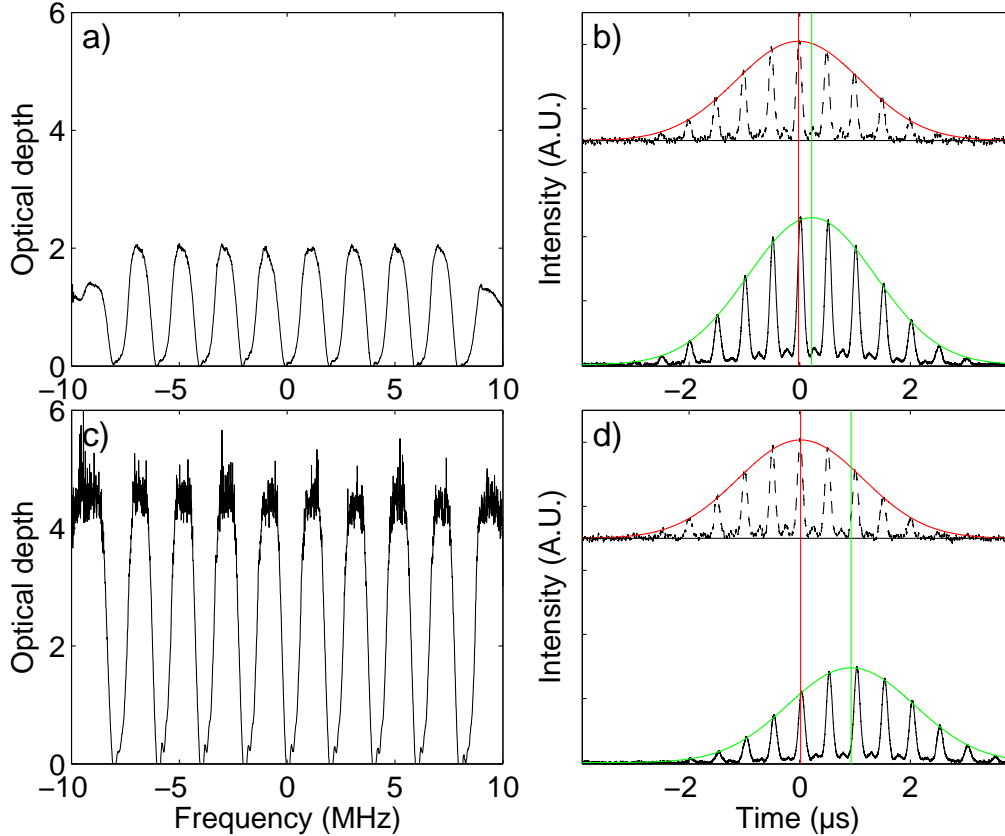 a)
6
4
2
0
Optical depth
−10
−5
0
5
10
b)
Intensity (A.U.)
−2
0
2
c)
6
4
2
0
Optical depth
−10
−5
0
5
10
Frequency (MHz)
d)
Intensity (A.U.)
−2
0
2
Time (µs)